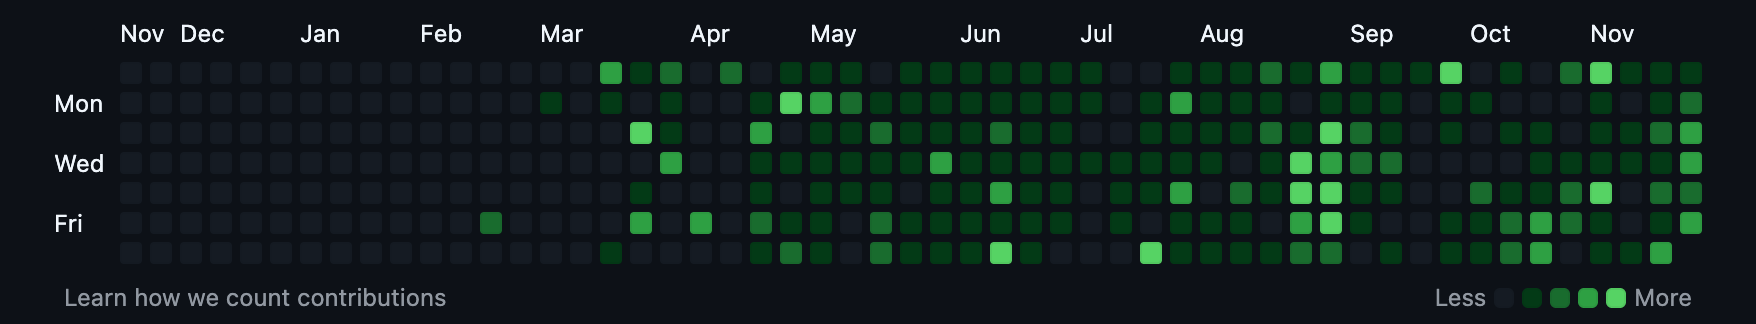 Nov Dec Jan Feb Mar Apr May Jun Jul Aug Sep Oct Nov
Mon
Wed
Fri
Learn how we count contributions Less More